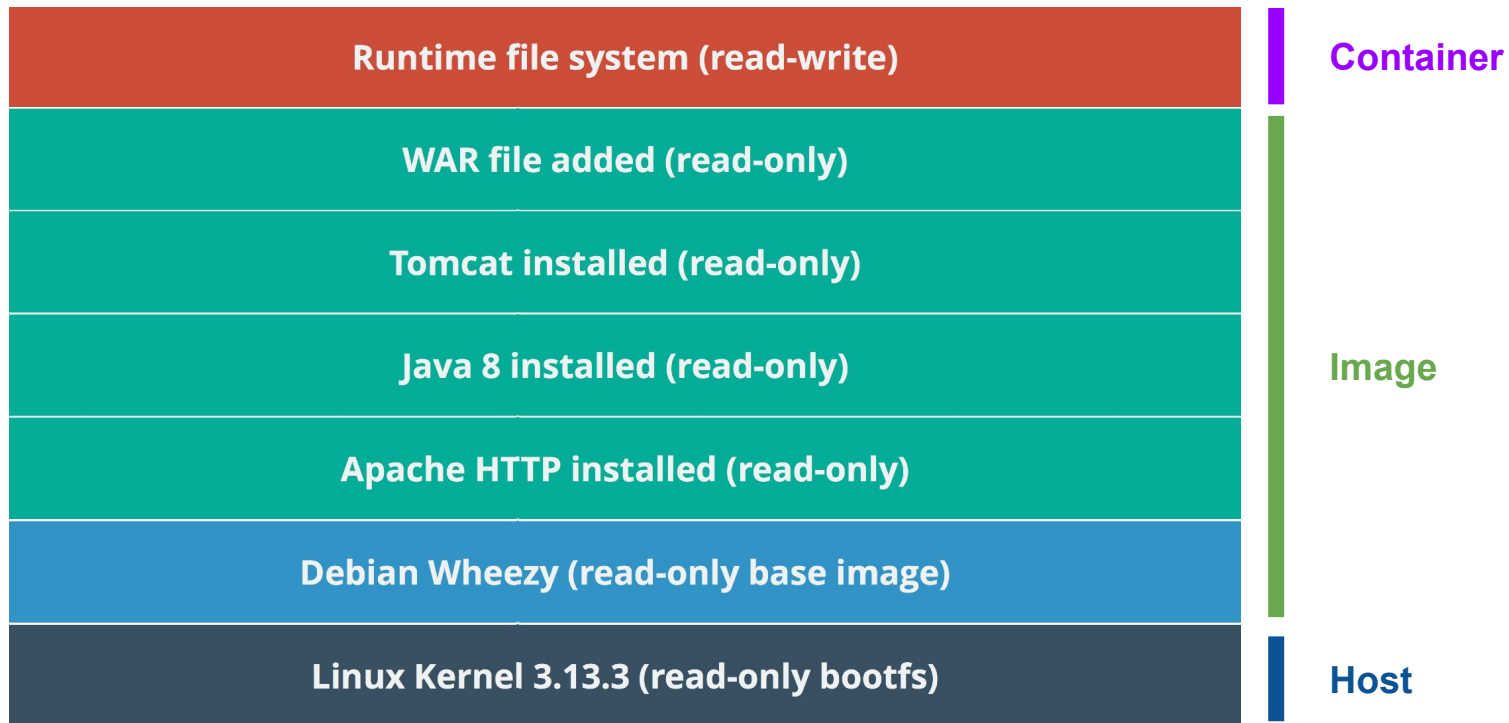 Runtime file system (read-write)
Container
WAR file added (read-only)
Tomcat installed (read-only)
Java 8 installed (read-only)
Image
Apache HTTP installed (read-only)
Debian Wheezy (read-only base image)
Linux Kernel 3.13.3 (read-only bootfs)
Host